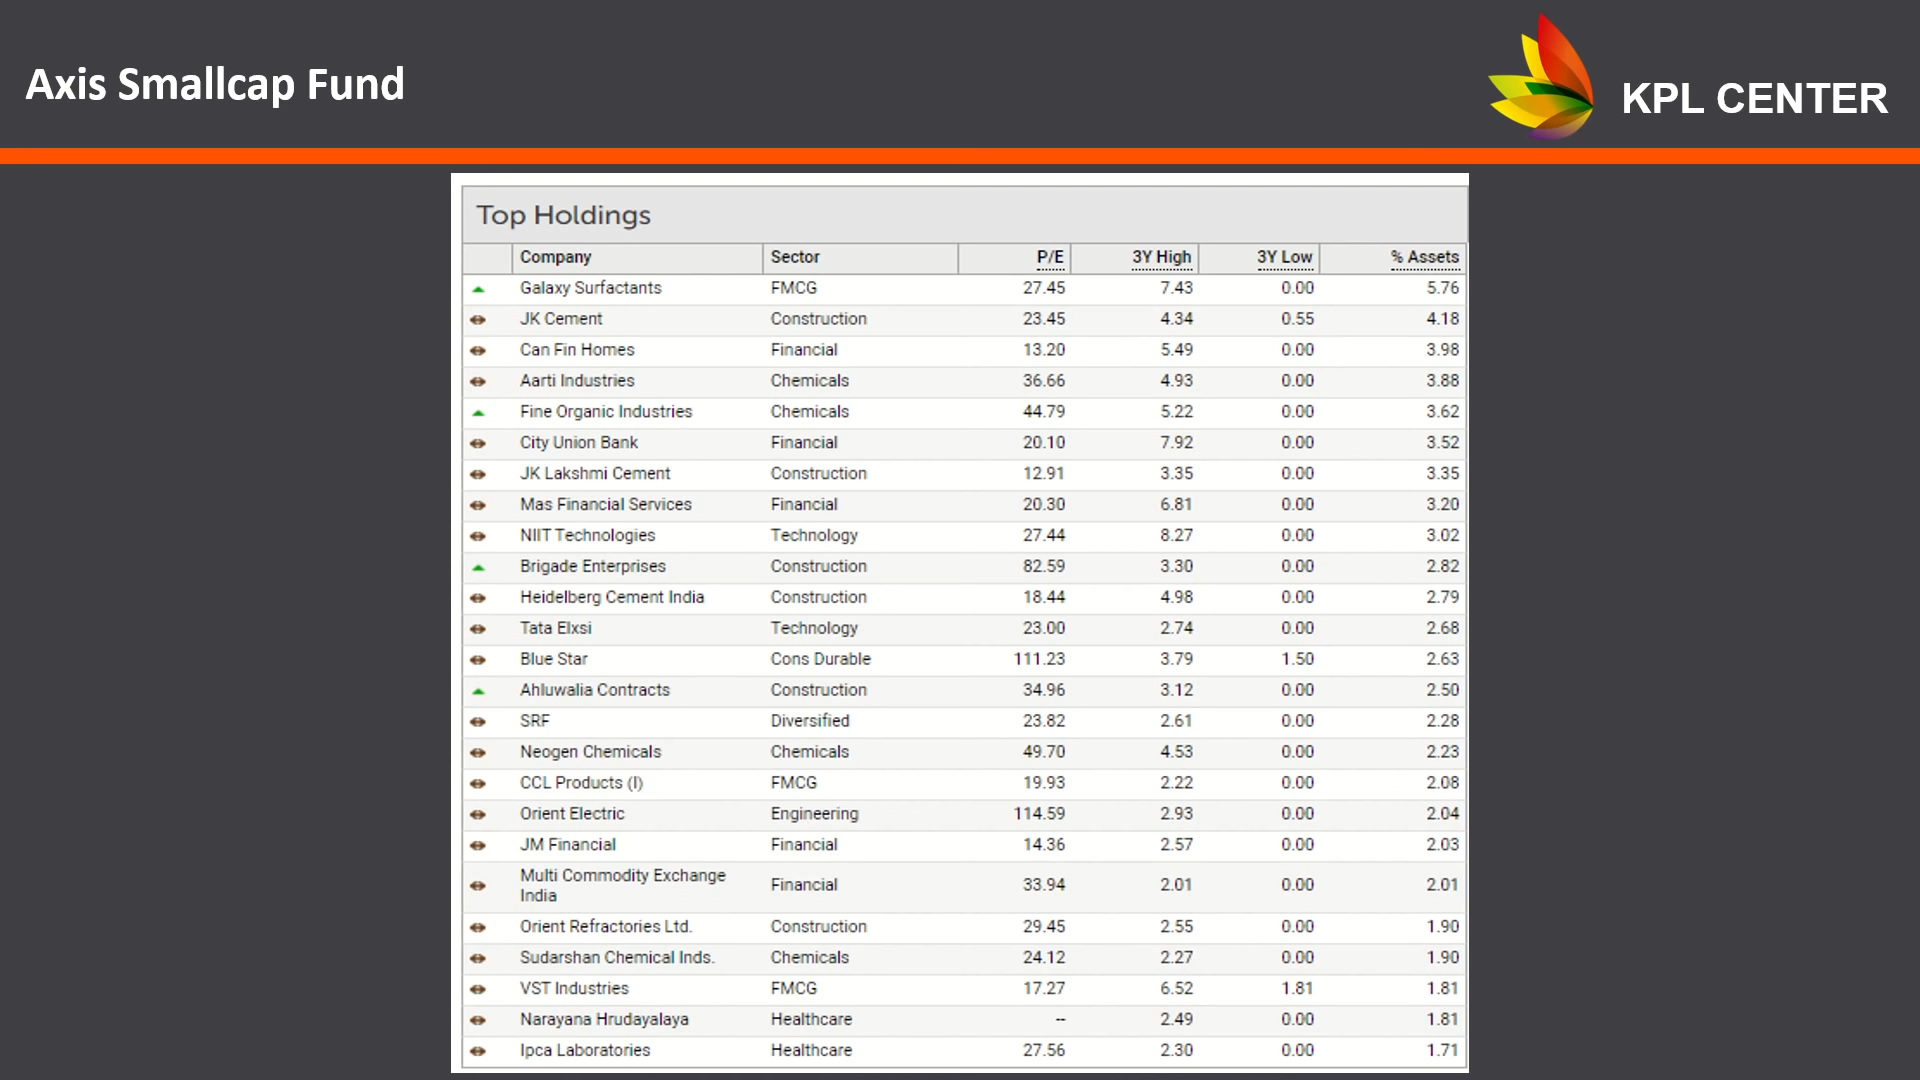 Axis Smallcap Fund
KPL CENTER
Top Holdings
Company Sector P/E 3Y High 3Y Low % Assets
Galaxy Surfactants FMCG 27.45 7.43 0.00 5.76
JK Cement Construction 23.45 4.34 0.55 4.18
Can Fin Homes Financial 13.20 5.49 0.00 3.98
Aarti Industries Chemicals 36.66 4.93 0.00 3.88
Fine Organic Industries Chemicals 44.79 5.22 0.00 3.62
City Union Bank Financial 20.10 7.92 0.00 3.52
JK Lakshmi Cement Construction 12.91 3.35 0.00 3.35
Mas Financial Services Financial 20.30 6.81 0.00 3.20
NIIT Technologies Technology 27.44 8.27 0.00 3.02
Brigade Enterprises Construction 82.59 3.30 0.00 2.82
Heidelberg Cement India Construction 18.44 4.98 0.00 2.79
Tata Elxsi Technology 23.00 2.74 0.00 2.68
Blue Star Cons Durable 111.23 3.79 1.50 2.63
Ahluwalia Contracts Construction 34.96 3.12 0.00 2.50
SRF Diversified 23.82 2.61 0.00 2.28
Neogen Chemicals Chemicals 49.70 4.53 0.00 2.23
CCL Products (I) FMCG 19.93 2.22 0.00 2.08
Orient Electric Engineering 114.59 2.93 0.00 2.04
JM Financial Financial 14.36 2.57 0.00 2.03
Multi Commodity Exchange
India Financial 33.94 2.01 0.00 2.01
Orient Refractories Ltd. Construction 29.45 2.55 0.00 1.90
Sudarshan Chemical Inds. Chemicals 24.12 2.27 0.00 1.90
VST Industries FMCG 17.27 6.52 1.81 1.81
Narayana Hrudayalaya Healthcare -- 2.49 0.00 1.81
Ipca Laboratories Healthcare 27.56 2.30 0.00 1.71